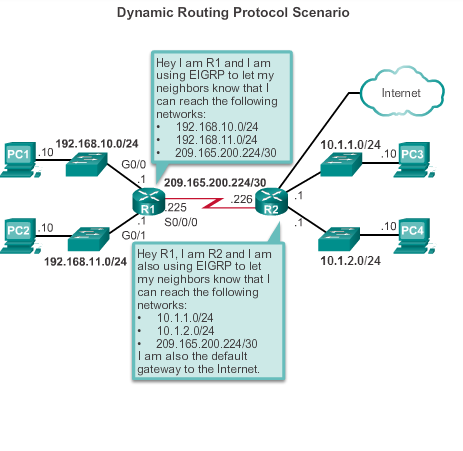 Dynamic Routing Protocol Scenario
Hey I am R1 and I am
using EIGRP to let my
neighbors know that I
can reach the following
networks:
• 192.168.10.0/24
• 192.168.11.0/24
• 209.165.200.224/30
Internet
PC1
.10
192.168.10.0/24
G0/0
.1
10.1.1.0/24
.10
PC3
209.165.200.224/30
R1
.225
S0/0/0
.226
R2
.1
.1
PC2
.10
.1
G0/1
192.168.11.0/24
.10
PC4
10.1.2.0/24
Hey R1, I am R2 and I am
also using EIGRP to let
my neighbors know that I
can reach the following
networks:
• 10.1.1.0/24
• 10.1.2.0/24
• 209.165.200.224/30
I am also the default
gateway to the Internet.